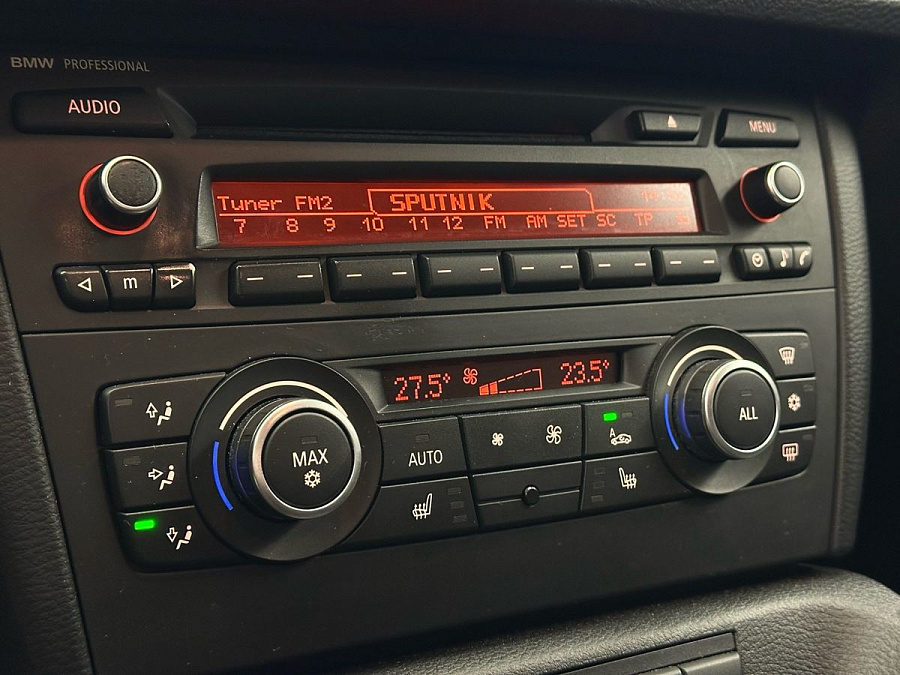 BMW PROFESSIONAL
AUDIO
MENU
Tuner FM2 SPUTNIK
7 8 9 10 11 12 FM AM SET SC TP
m
27.5° 23.5°
MAX
AUTO
A
ALL